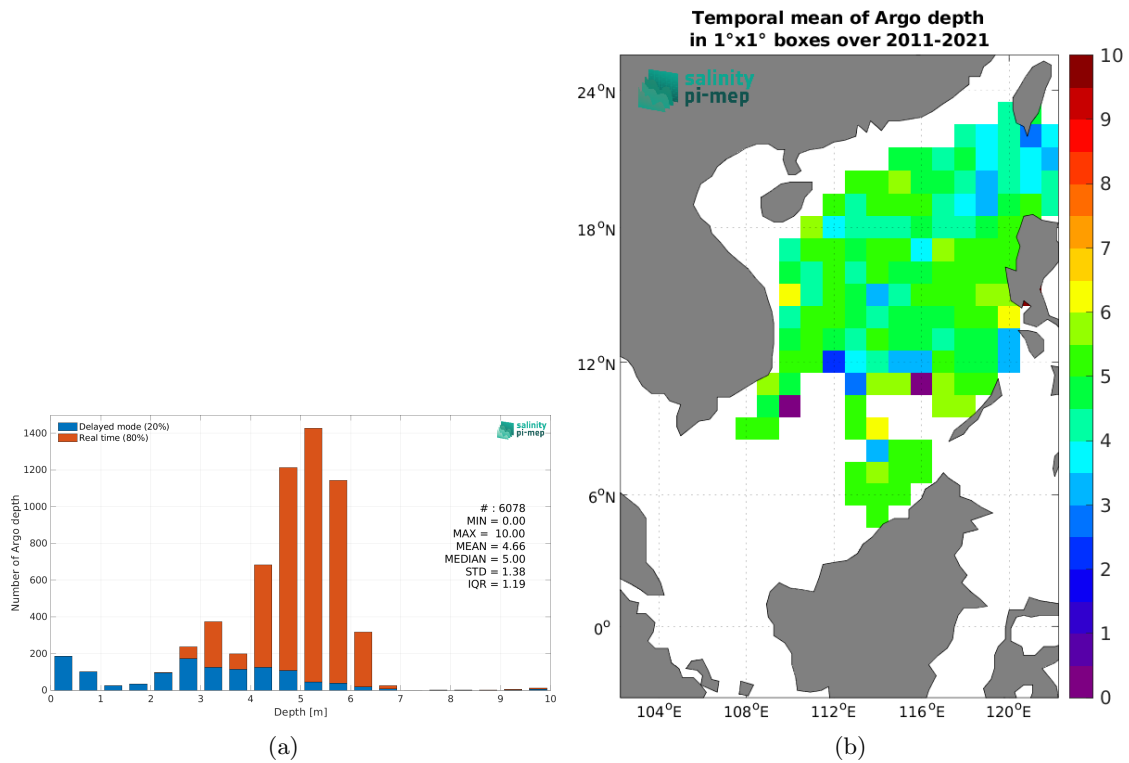 Temporal mean of Argo depth
in 1°x1° boxes over 2011-2021
salinity
pi-mep
24°N
18°N
12°N
6°N
0°
104°E
108°E
112°E
116°E
120°E
10
9
8
7
6
5
4
3
2
1
0
Delayed mode (20%)
Real time (80%)
salinity
pi-mep
# : 6078
MIN = 0.00
MAX = 10.00
MEAN = 4.66
MEDIAN = 5.00
STD = 1.38
IQR = 1.19
Number of Argo depth
1400
1200
1000
800
600
400
200
0
0 1 2 3 4 5 6 7 8 9 10
Depth [m]
(a)
(b)